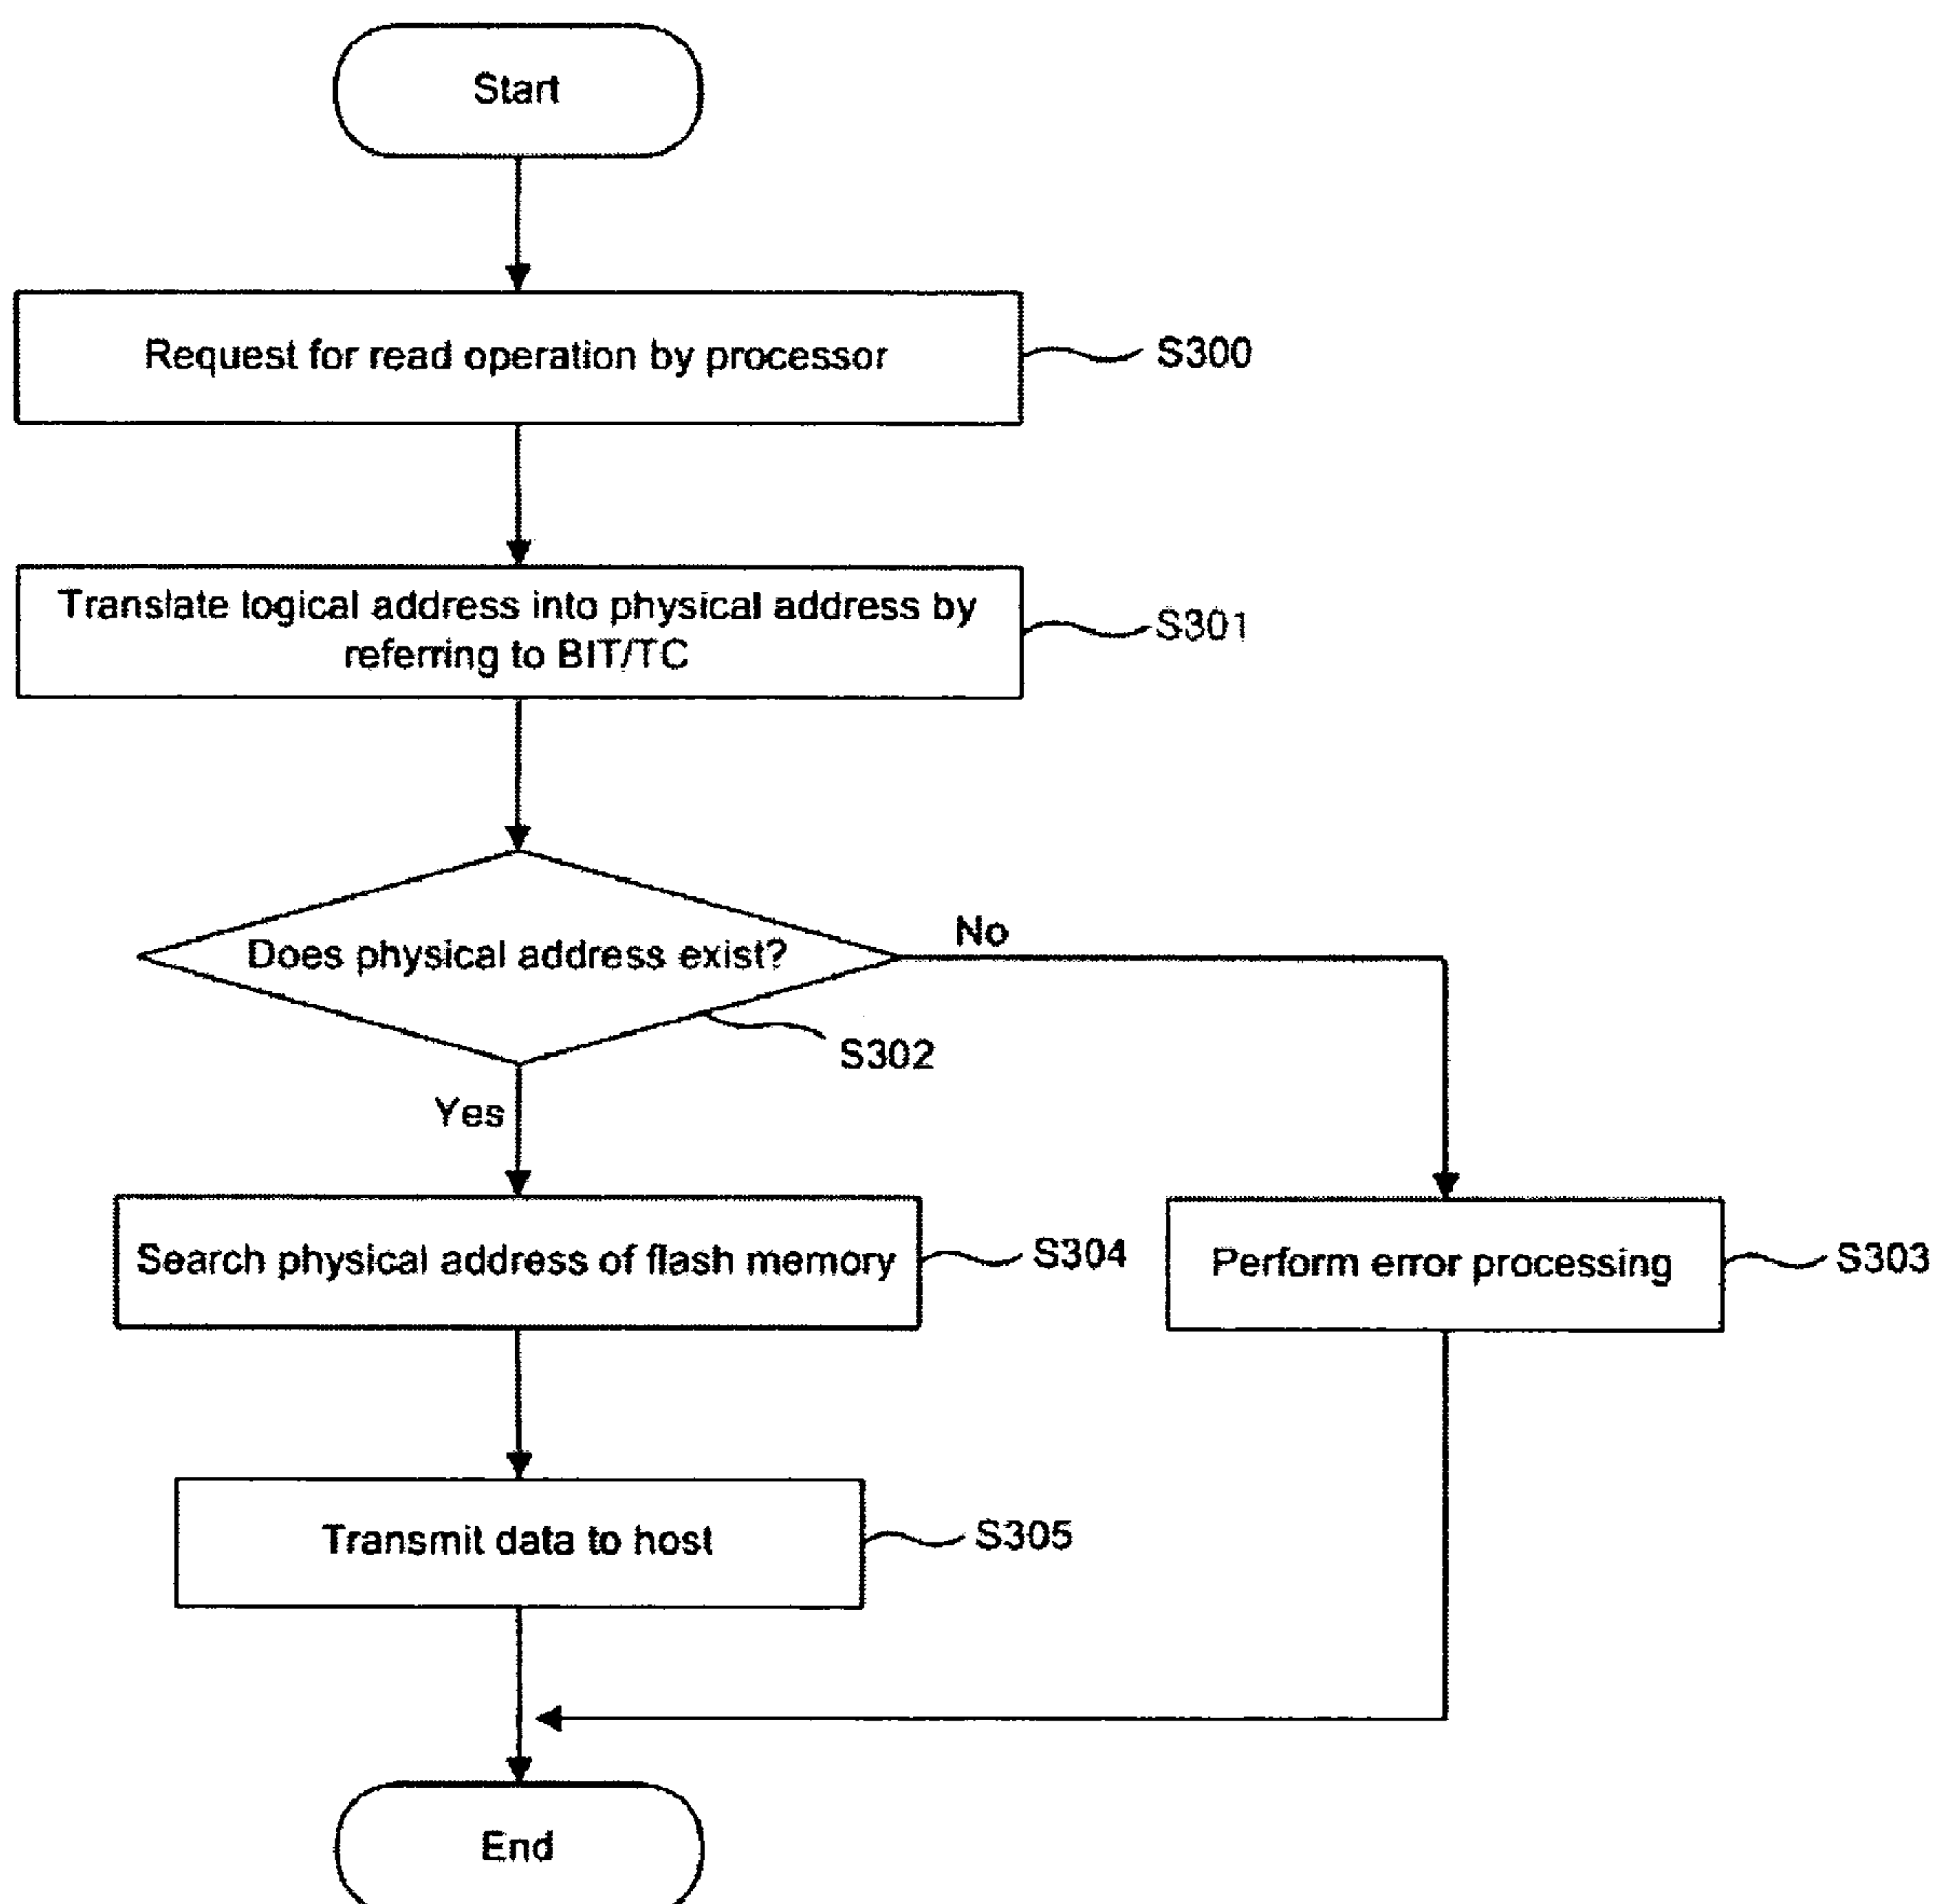 Start
Request for read operation by processor
S300
Translate logical address into physical address by
referring to BIT/TC
S301
Does physical address exist?
No
S302
Yes
Search physical address of flash memory
S304
Perform error processing
S303
Transmit data to host
S305
End